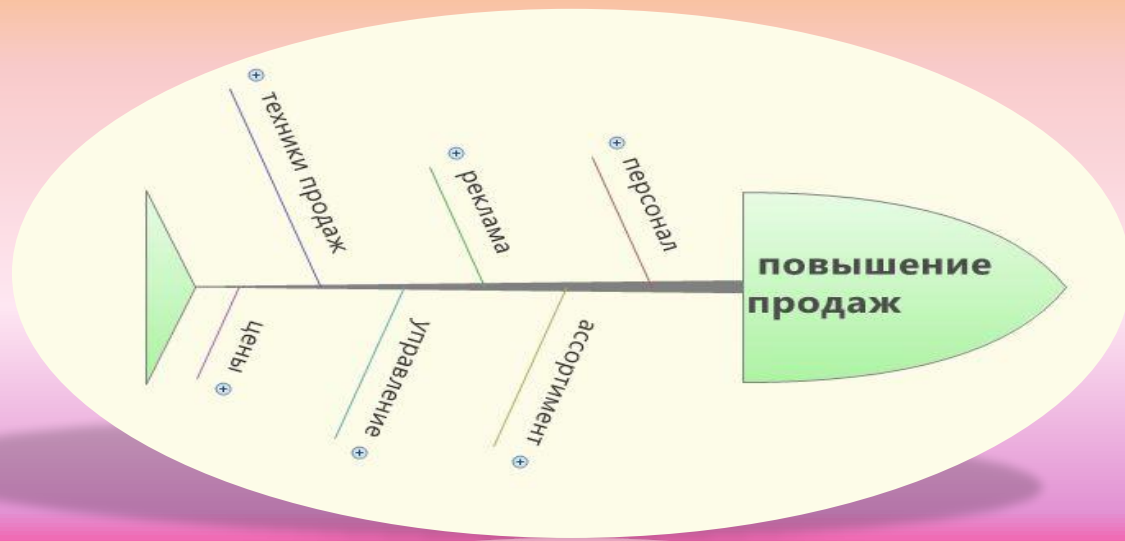 техники продаж
реклама
персонал
повышение
продаж
цены
управление
ассортимент